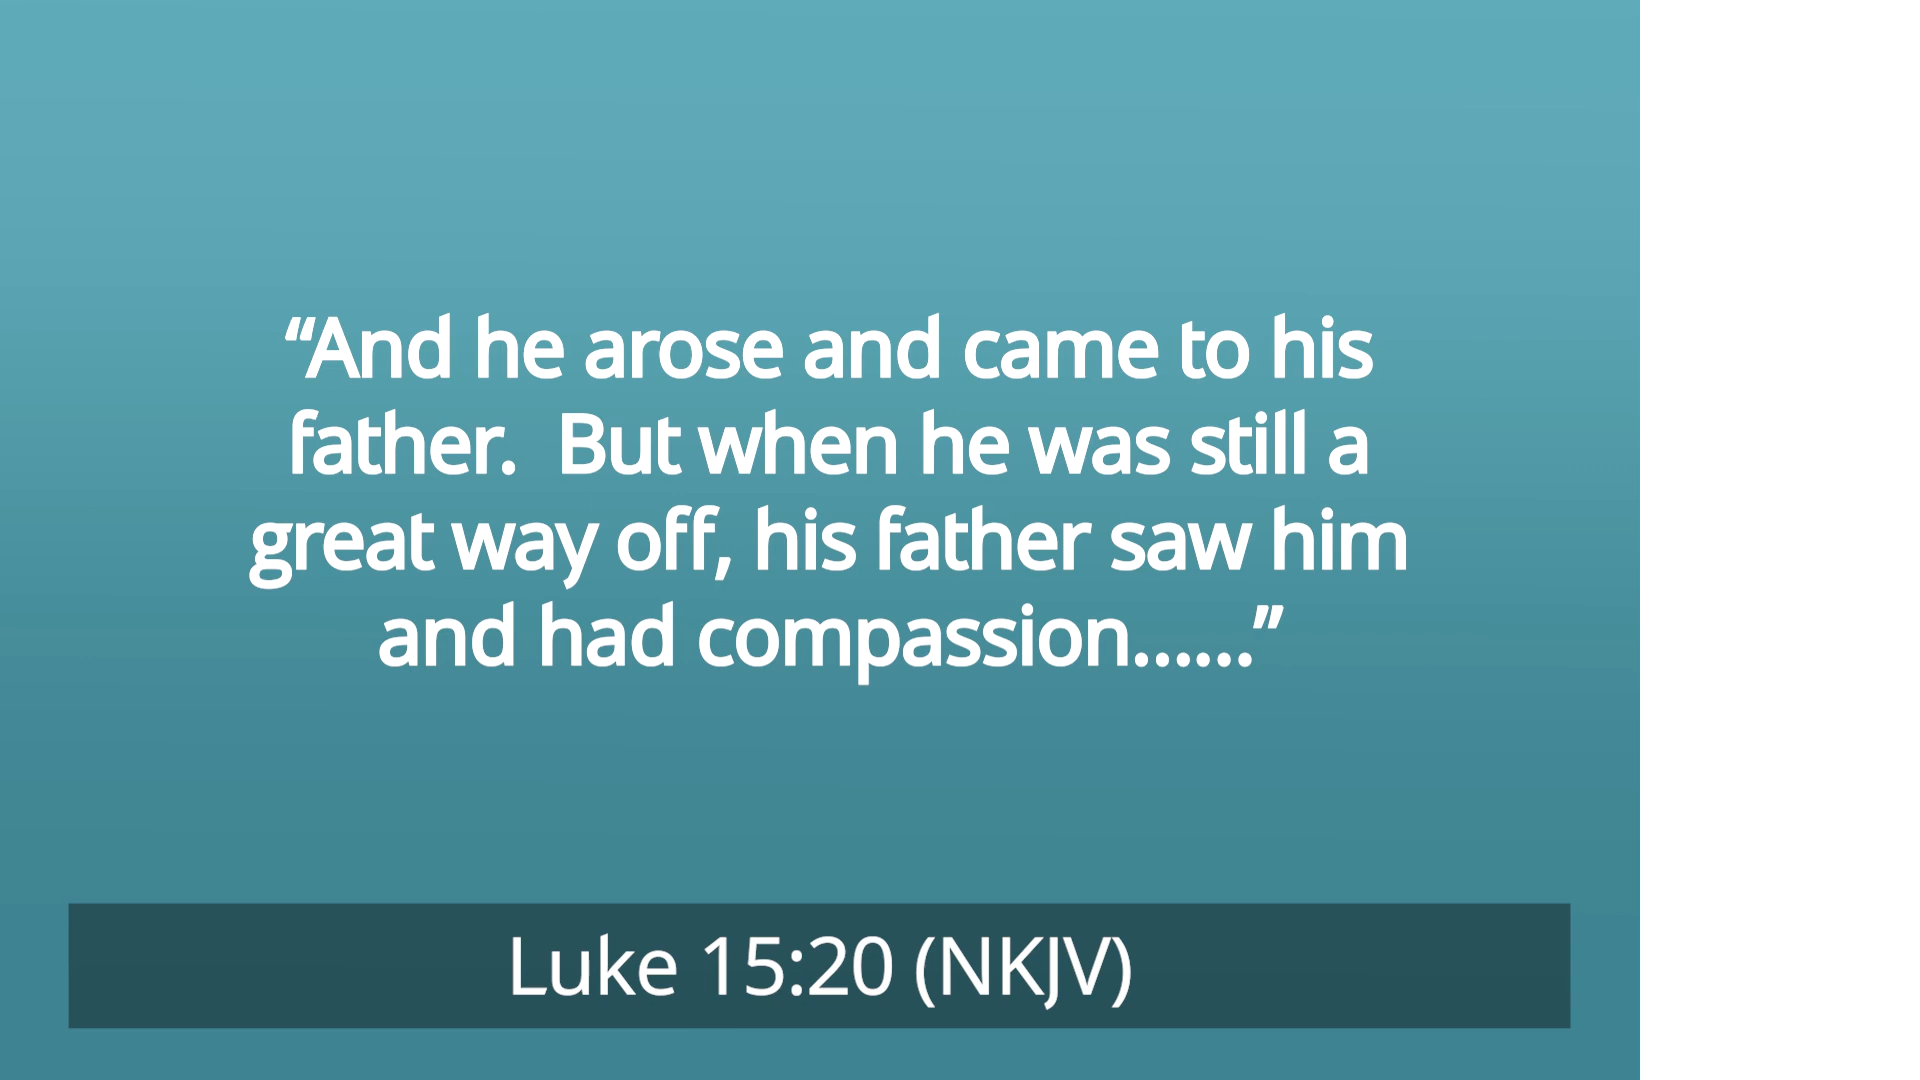 “And he arose and came to his
father.  But when he was still a
great way off, his father saw him
and had compassion……”
Luke 15:20 (NKJV)